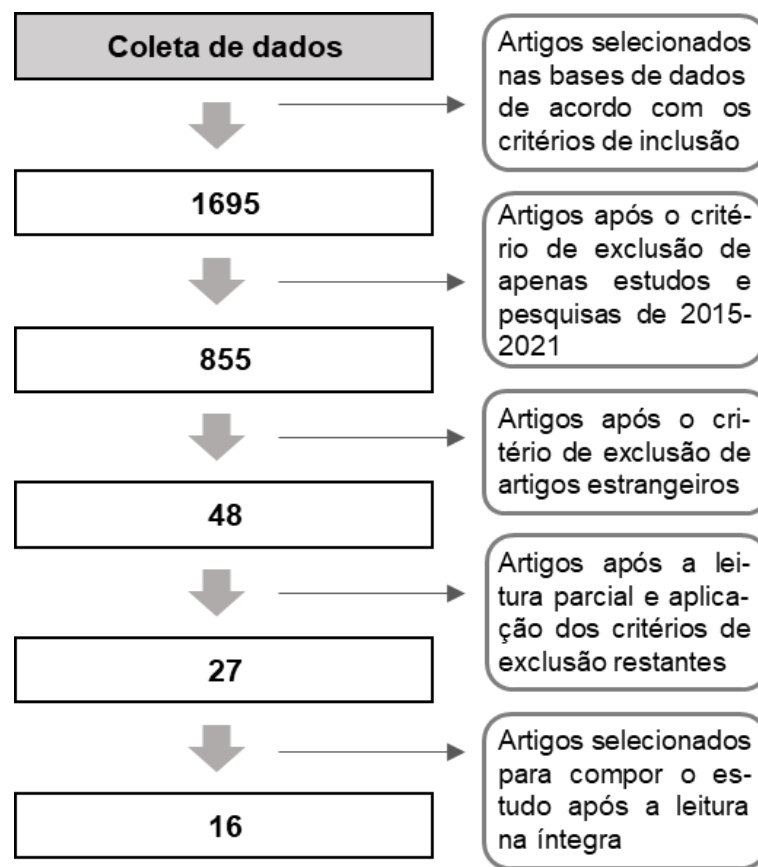 Coleta de dados
Artigos selecionados
nas bases de dados
de acordo com os
critérios de inclusão
1695
Artigos após o crité-
rio de exclusão de
apenas estudos e
pesquisas de 2015-
2021
855
Artigos após o cri-
tério de exclusão de
artigos estrangeiros
48
Artigos após a lei-
tura parcial e aplica-
ção dos critérios de
exclusão restantes
27
Artigos selecionados
para compor o es-
tudo após a leitura
na íntegra
16